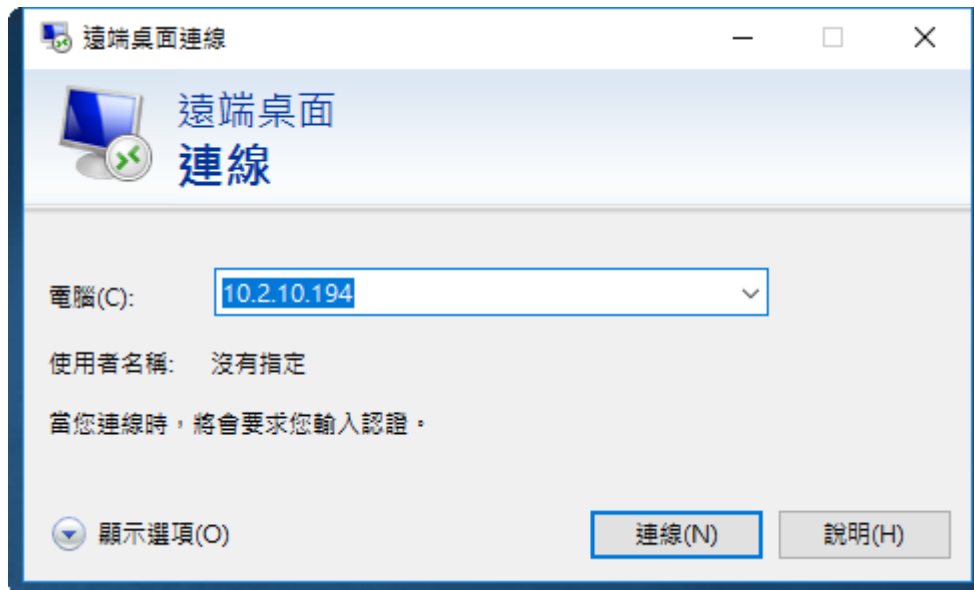 遠端桌面連線
遠端桌面
連線
電腦(C): 10.2.10.194
使用者名稱: 沒有指定
當您連線時，將會要求您輸入認證。
顯示選項(O) 連線(N) 說明(H)